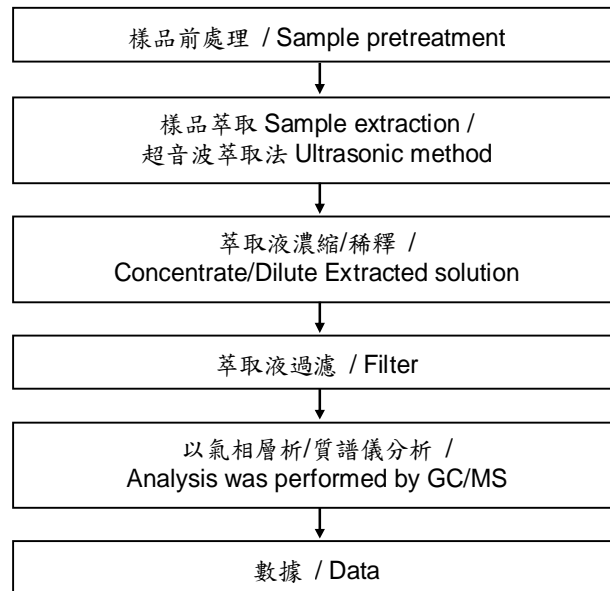 樣品前處理 / Sample pretreatment
樣品萃取 Sample extraction /
超音波萃取法 Ultrasonic method
萃取液濃縮/稀釋 /
Concentrate/Dilute Extracted solution
萃取液過濾 / Filter
以氣相層析/質譜儀分析 /
Analysis was performed by GC/MS
數據 / Data